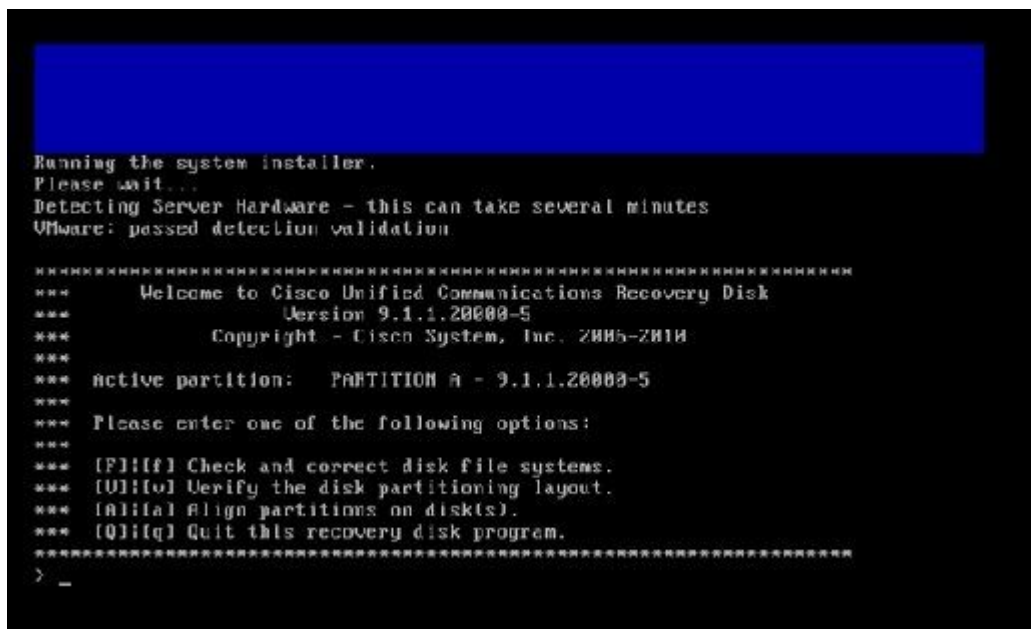 Running the system installer.
Please wait...
Detecting Server Hardware - this can take several minutes
VMware: passed detection validation
********************************************************************
*** Welcome to Cisco Unified Communications Recovery Disk
*** Version 9.1.1.20000-5
*** Copyright - Cisco System, Inc. 2006-2010
***
*** Active partition: PARTITION A - 9.1.1.20000-5
***
*** Please enter one of the following options:
***
*** [F]:[f] Check and correct disk file systems.
*** [V]:[v] Verify the disk partitioning layout.
*** [A]:[a] Align partitions on disk(s).
*** [Q]:[q] Quit this recovery disk program.
********************************************************************
> _